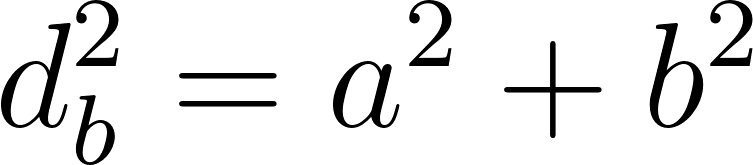 d_b^2 = a^2 + b^2